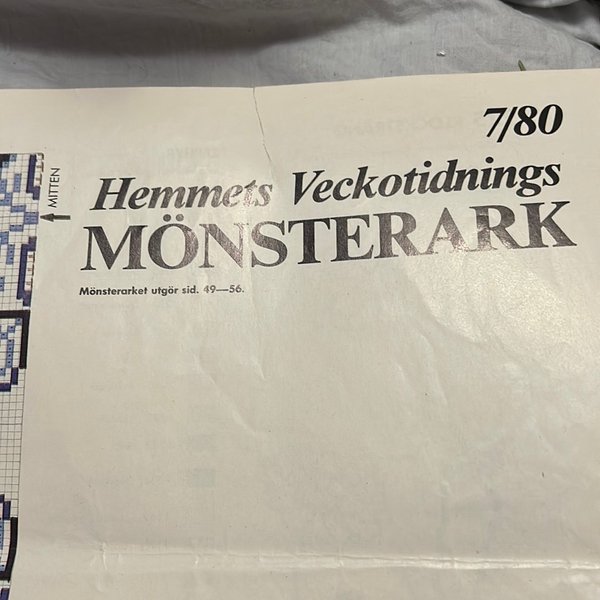 7/80
MITTEN
Hemmets Veckotidnings
MÖNSTERARK
Mönsterarket utgör sid. 49—56.